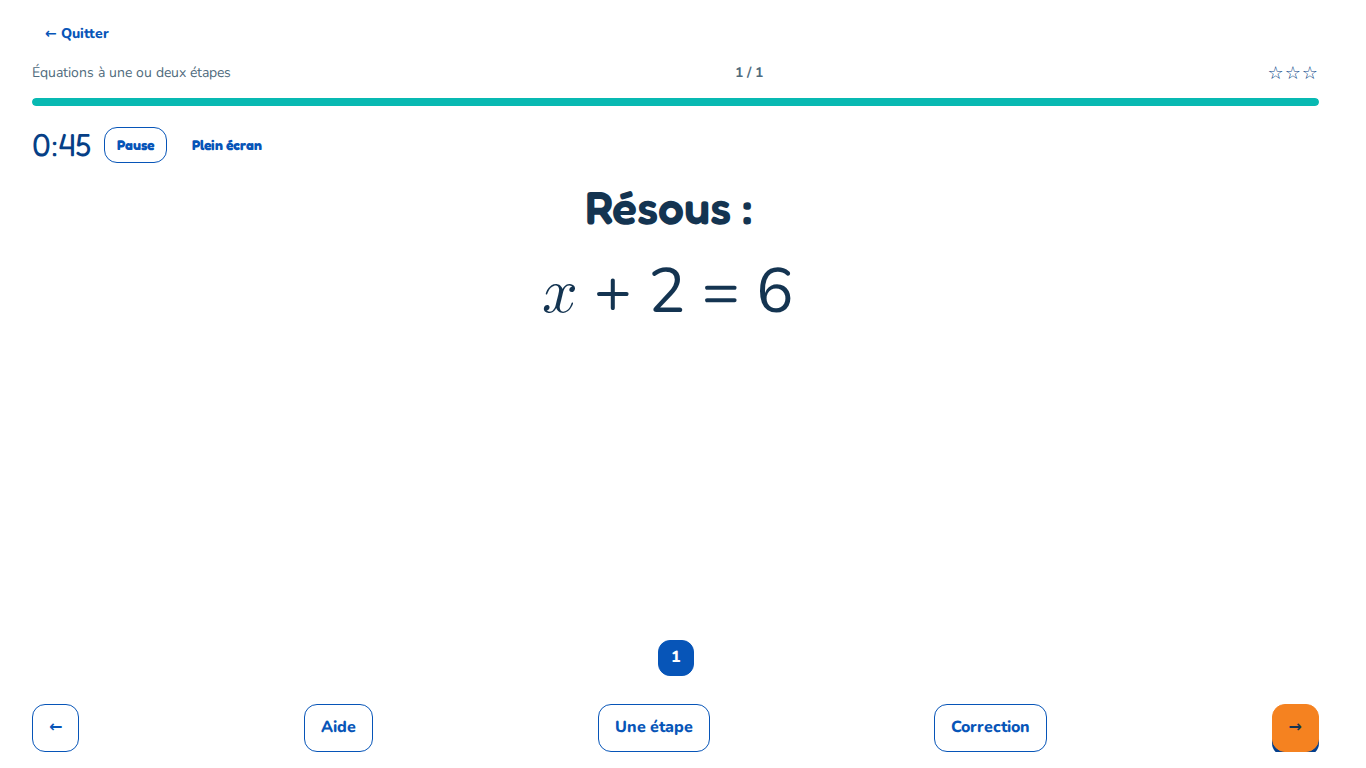 ← Quitter
Équations à une ou deux étapes 1 / 1 ☆☆☆
0:45 Pause Plein écran
Résous :
x + 2 = 6
1
← Aide Une étape Correction →